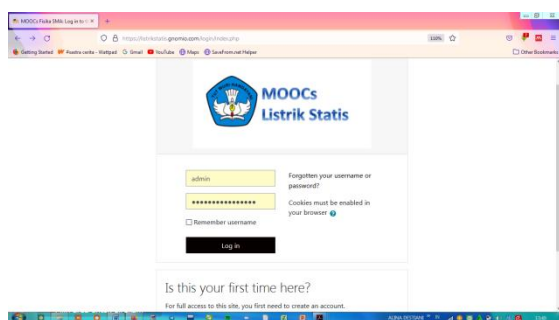 MOOCs Fisika SMA: Log in to t
https://listrikstatis.gnomio.com/login/index.php
110%
Getting Started
Poetra cerita - Wattpad
Gmail
YouTube
Maps
SaveFrom.net Helper
Other Bookmarks
MOOCs
Listrik Statis
admin
Forgotten your username or
password?
Cookies must be enabled in
your browser
Remember username
Log in
Is this your first time here?
For full access to this site, you first need to create an account.